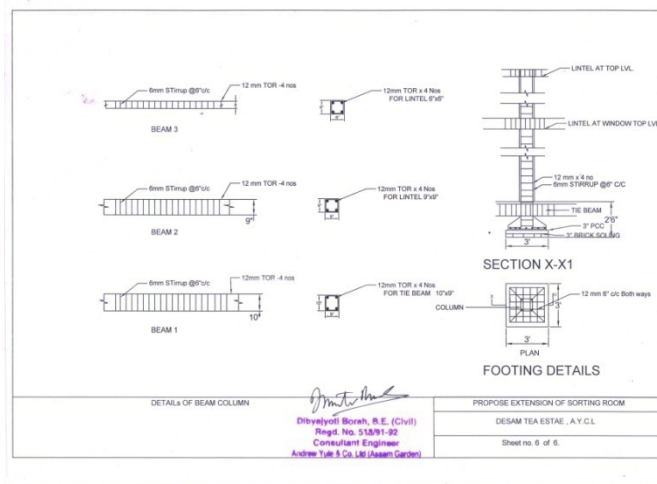 6mm STirrup @6"c/c
12 mm TOR -4 nos
BEAM 3
12mm TOR x 4 Nos
FOR LINTEL 6"x6"
6mm STirrup @6"c/c
12 mm TOR -4 nos
9"
BEAM 2
12mm TOR x 4 Nos
FOR LINTEL 9"x9"
6mm STirrup @6"c/c
12mm TOR -4 nos
10"
BEAM 1
12mm TOR x 4 Nos
FOR TIE BEAM 10"x9"
LINTEL AT TOP LVL.
LINTEL AT WINDOW TOP LVL
12 mm x 4 no
6mm STIRRUP @6" C/C
TIE BEAM
2'6"
3" PCC
3" BRICK SOLING
3'
SECTION X-X1
12 mm 6" c/c Both ways
COLUMN
3'
3'
PLAN
FOOTING DETAILS
DETAILs OF BEAM COLUMN
Dibyajyoti Borah, B.E. (Civil)
Regd. No. 518/91-92
Consultant Engineer
Andrew Yule & Co. Ltd (Assam Garden)
PROPOSE EXTENSION OF SORTING ROOM
DESAM TEA ESTAE , A.Y.C.L
Sheet no. 6 of 6.